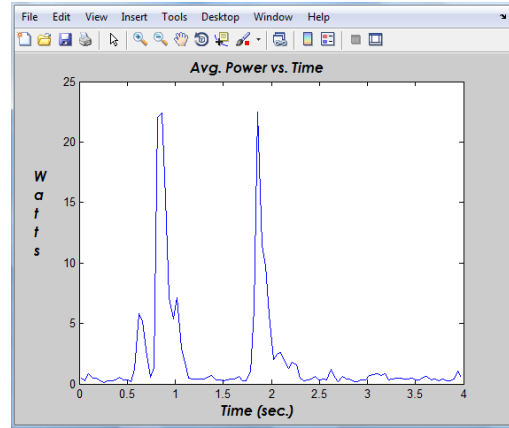 File Edit View Insert Tools Desktop Window Help
Avg. Power vs. Time
25
20
15
10
5
0
Watts
0 0.5 1 1.5 2 2.5 3 3.5 4
Time (sec.)